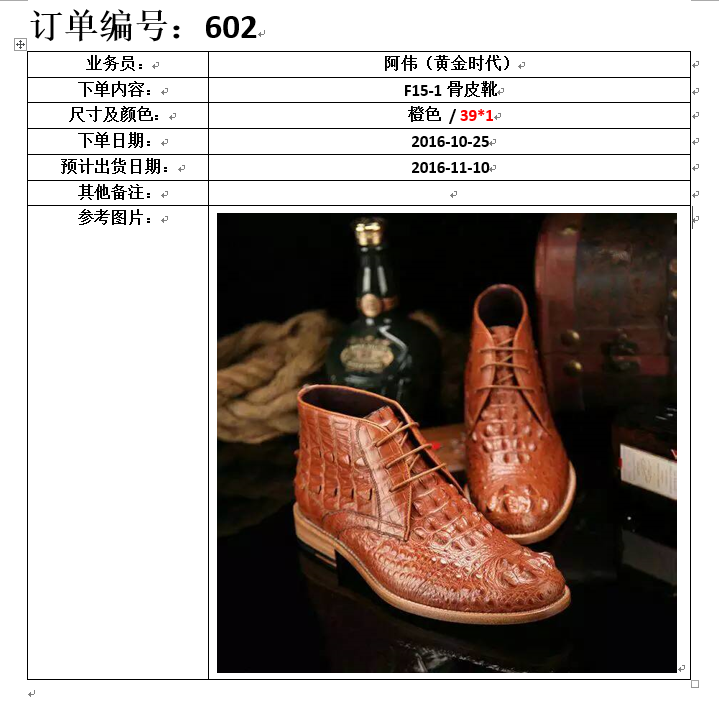 订单编号：602
业务员： 阿伟（黄金时代）
下单内容： F15-1 骨皮靴
尺寸及颜色： 橙色 / 39*1
下单日期： 2016-10-25
预计出货日期： 2016-11-10
其他备注：
参考图片：